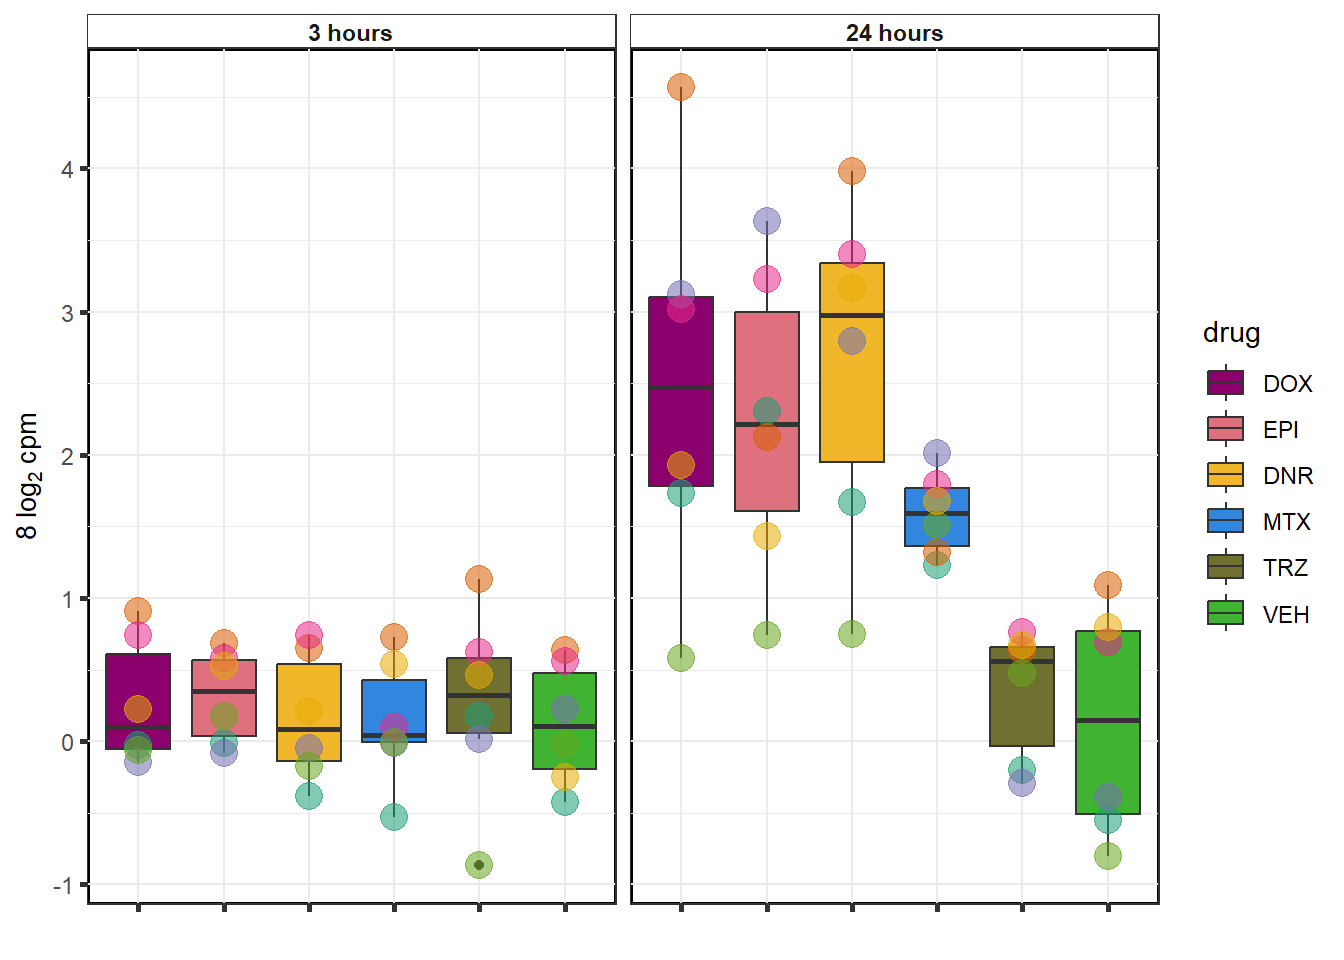 3 hours
24 hours
8 log₂ cpm
4
3
2
1
0
-1
drug
DOX
EPI
DNR
MTX
TRZ
VEH